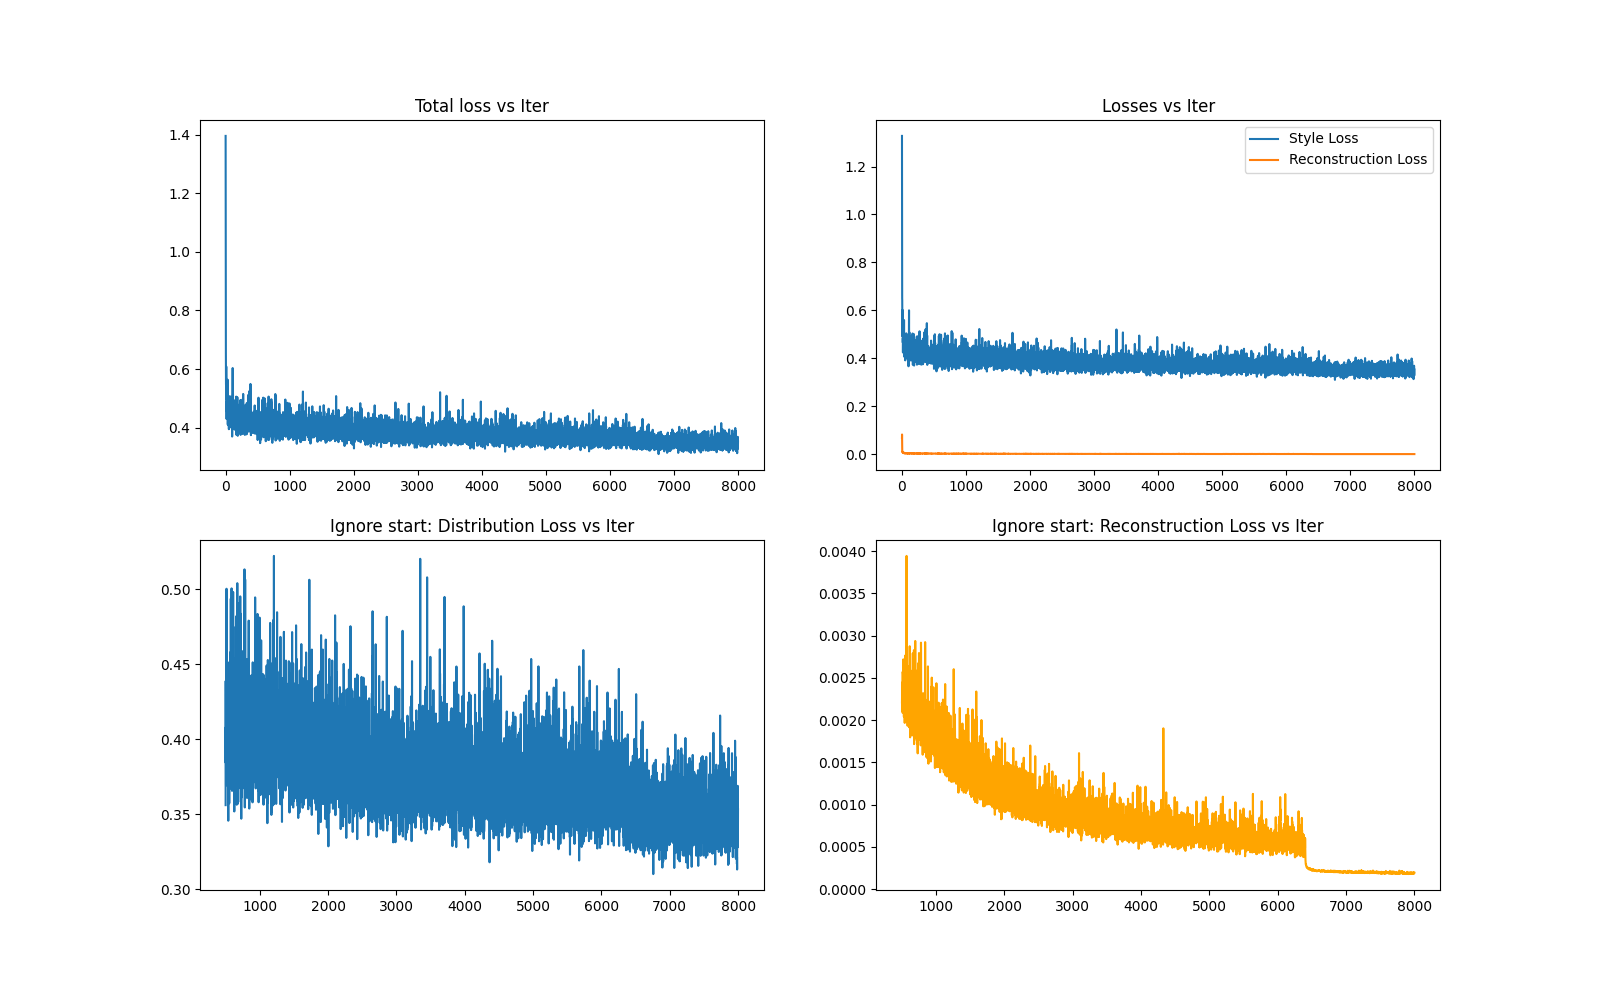 Total loss vs Iter
1.4
1.2
1.0
0.8
0.6
0.4
0 1000 2000 3000 4000 5000 6000 7000 8000
Losses vs Iter
Style Loss
Reconstruction Loss
1.2
1.0
0.8
0.6
0.4
0.2
0.0
0 1000 2000 3000 4000 5000 6000 7000 8000
Ignore start: Distribution Loss vs Iter
0.50
0.45
0.40
0.35
0.30
1000 2000 3000 4000 5000 6000 7000 8000
Ignore start: Reconstruction Loss vs Iter
0.0040
0.0035
0.0030
0.0025
0.0020
0.0015
0.0010
0.0005
0.0000
1000 2000 3000 4000 5000 6000 7000 8000